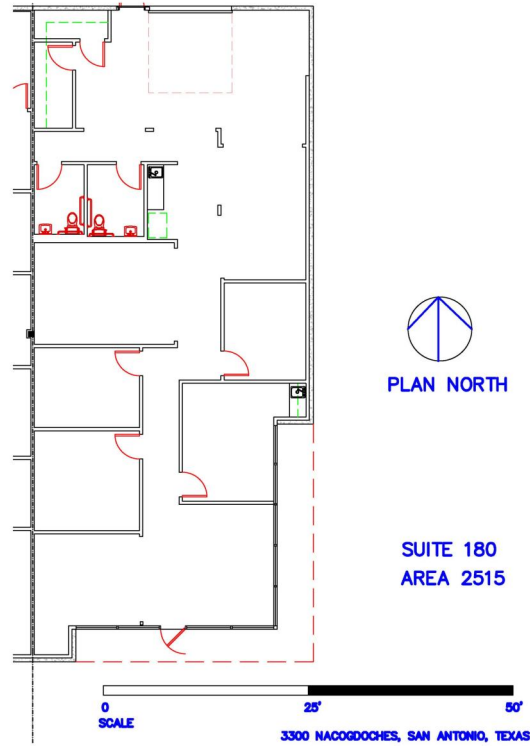 PLAN NORTH
SUITE 180
AREA 2515
0 25' 50'
SCALE
3300 NACOGDOCHES, SAN ANTONIO, TEXAS